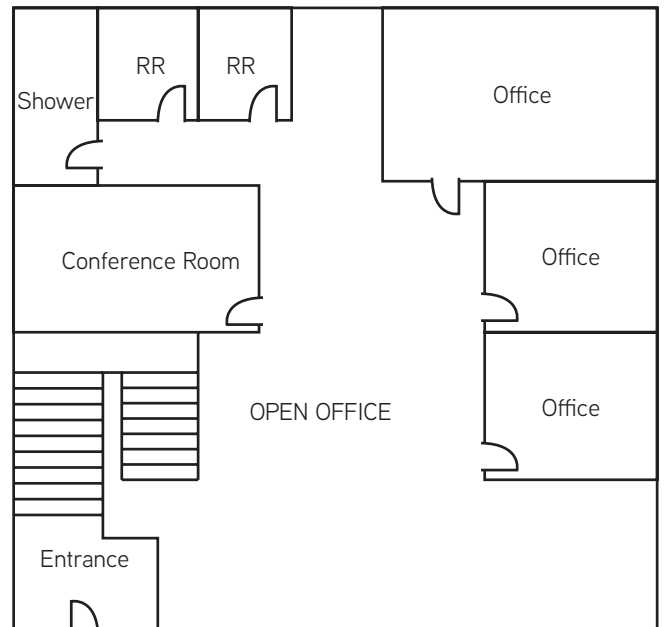 RR
RR
Shower
Office
Conference Room
Office
OPEN OFFICE
Office
Entrance